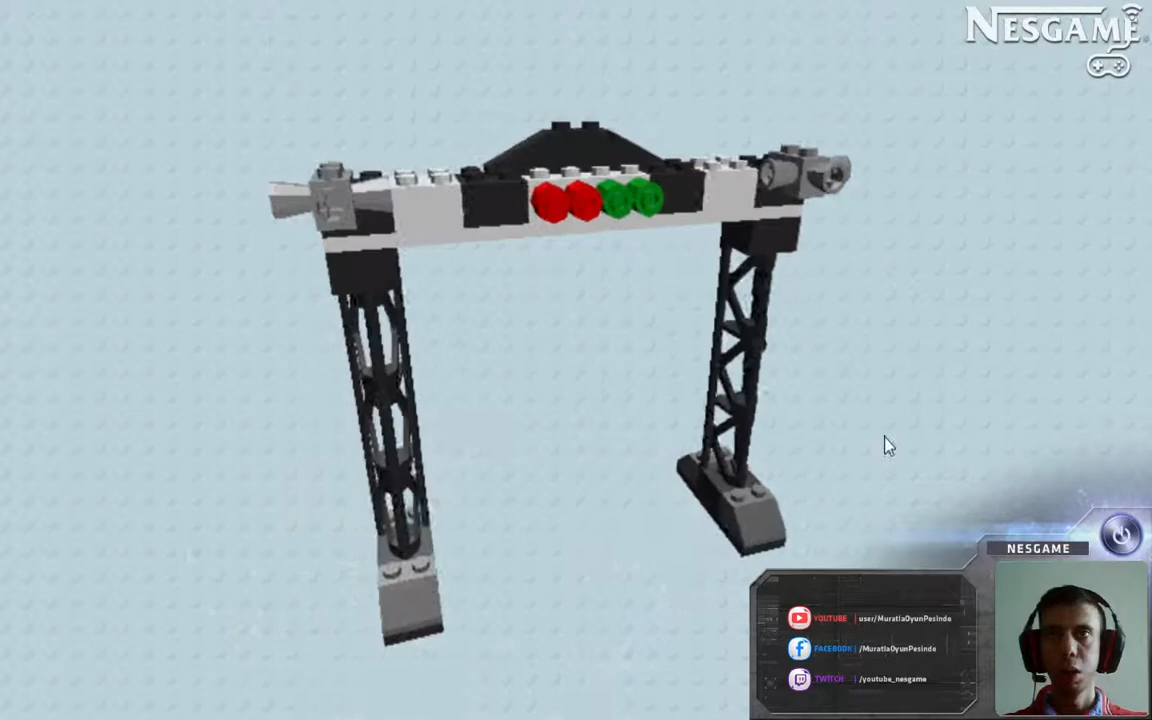 NESGAME
NESGAME
YOUTUBE | user/MuratlaOyunPesinde
FACEBOOK | /MuratlaOyunPesinde
TWITCH | /youtube_nesgame